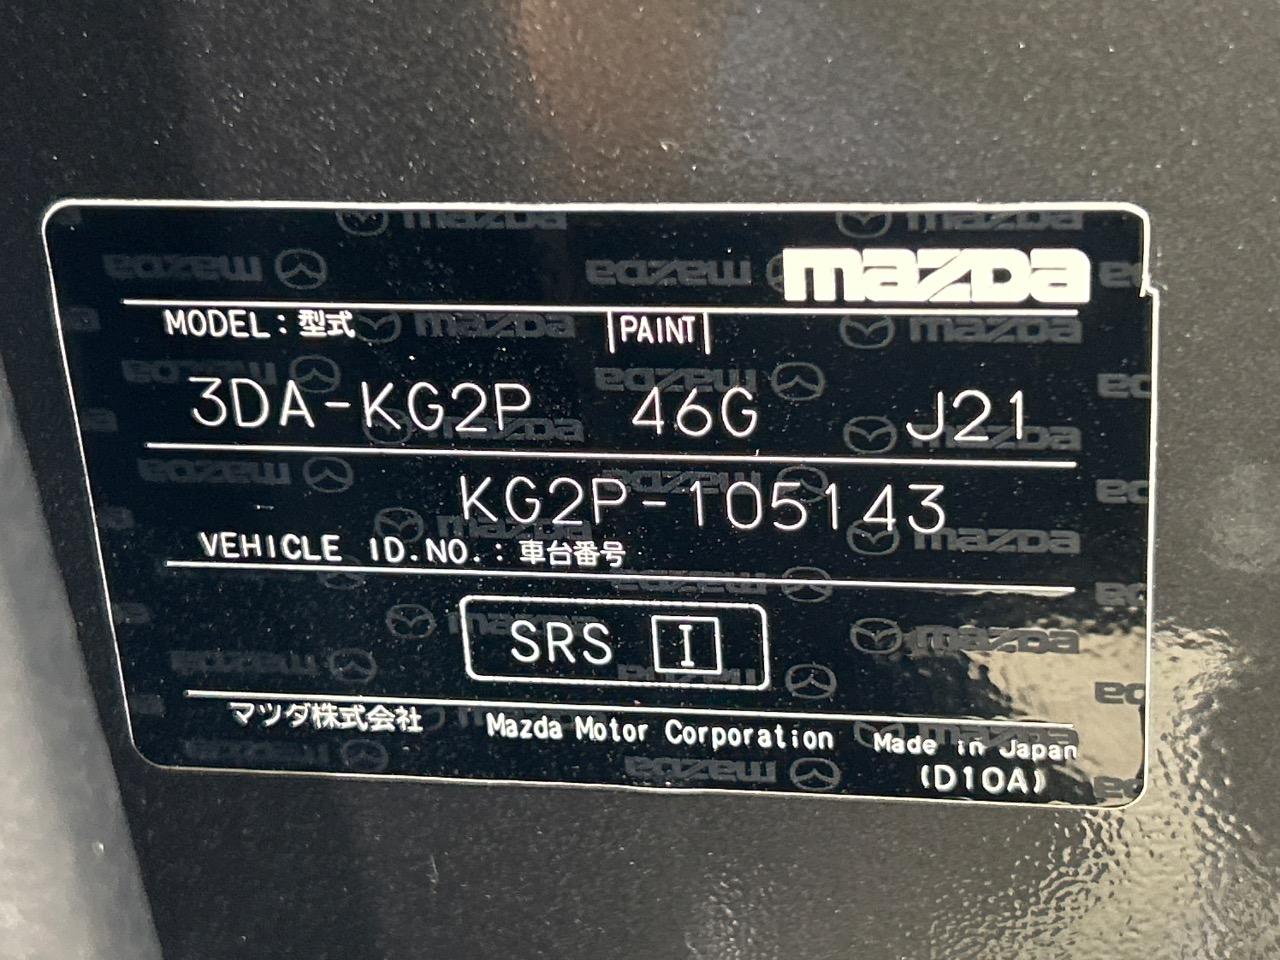 mazda
MODEL:型式 PAINT
3DA-KG2P 46G J21
KG2P-105143
VEHICLE ID.NO.:車台番号
SRS I
マツダ株式会社 Mazda Motor Corporation Made in Japan
(D10A)